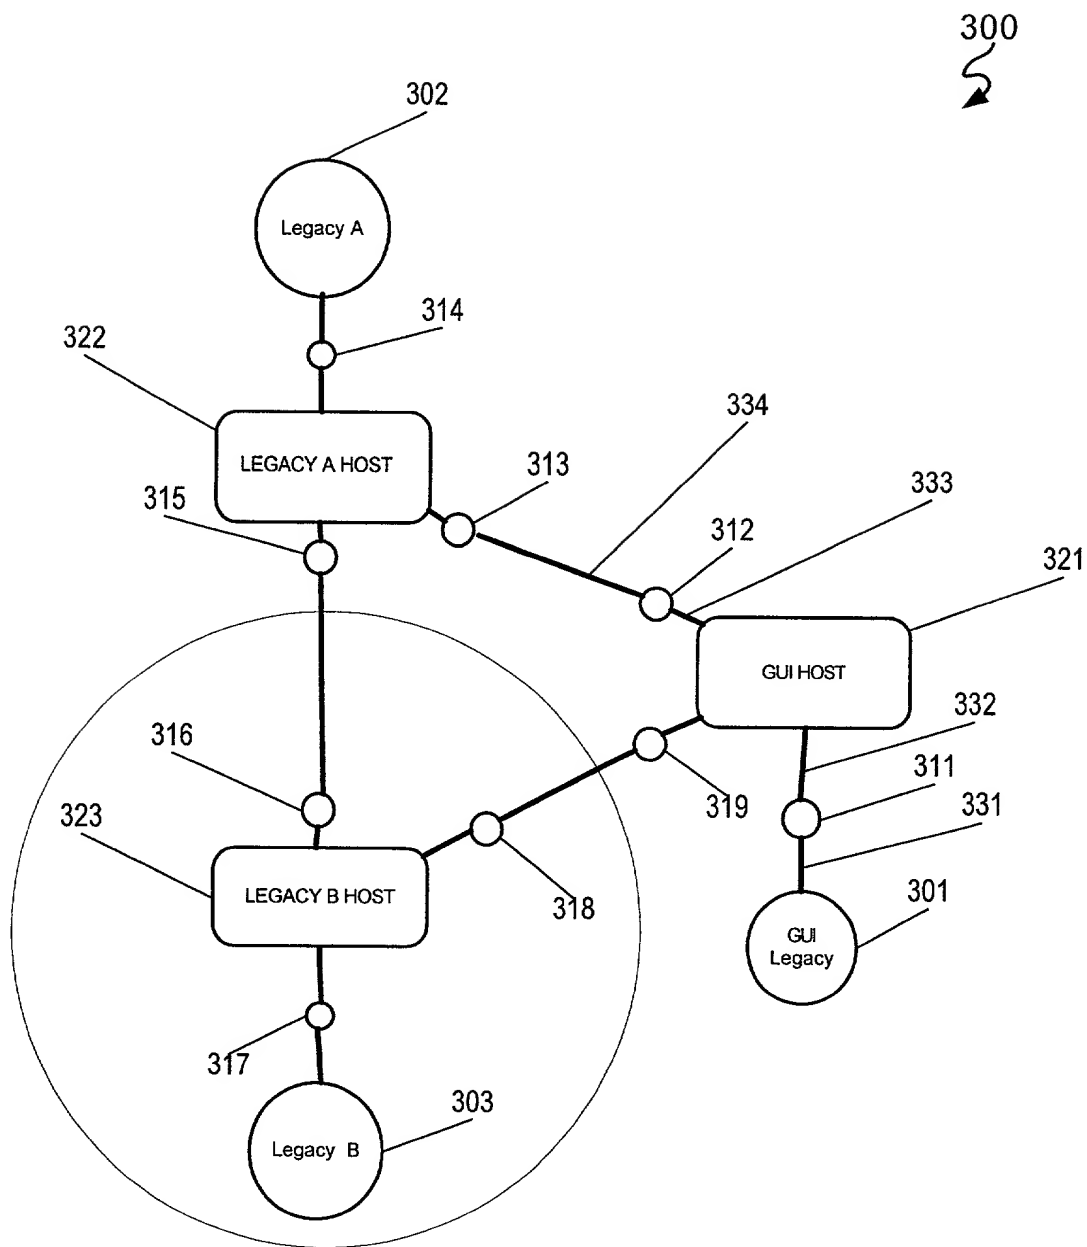 300
302
Legacy A
314
322
334
LEGACY A HOST
313
333
315
312
321
GUI HOST
332
316
311
319
323
331
LEGACY B HOST
318
301
GUI
Legacy
317
303
Legacy B